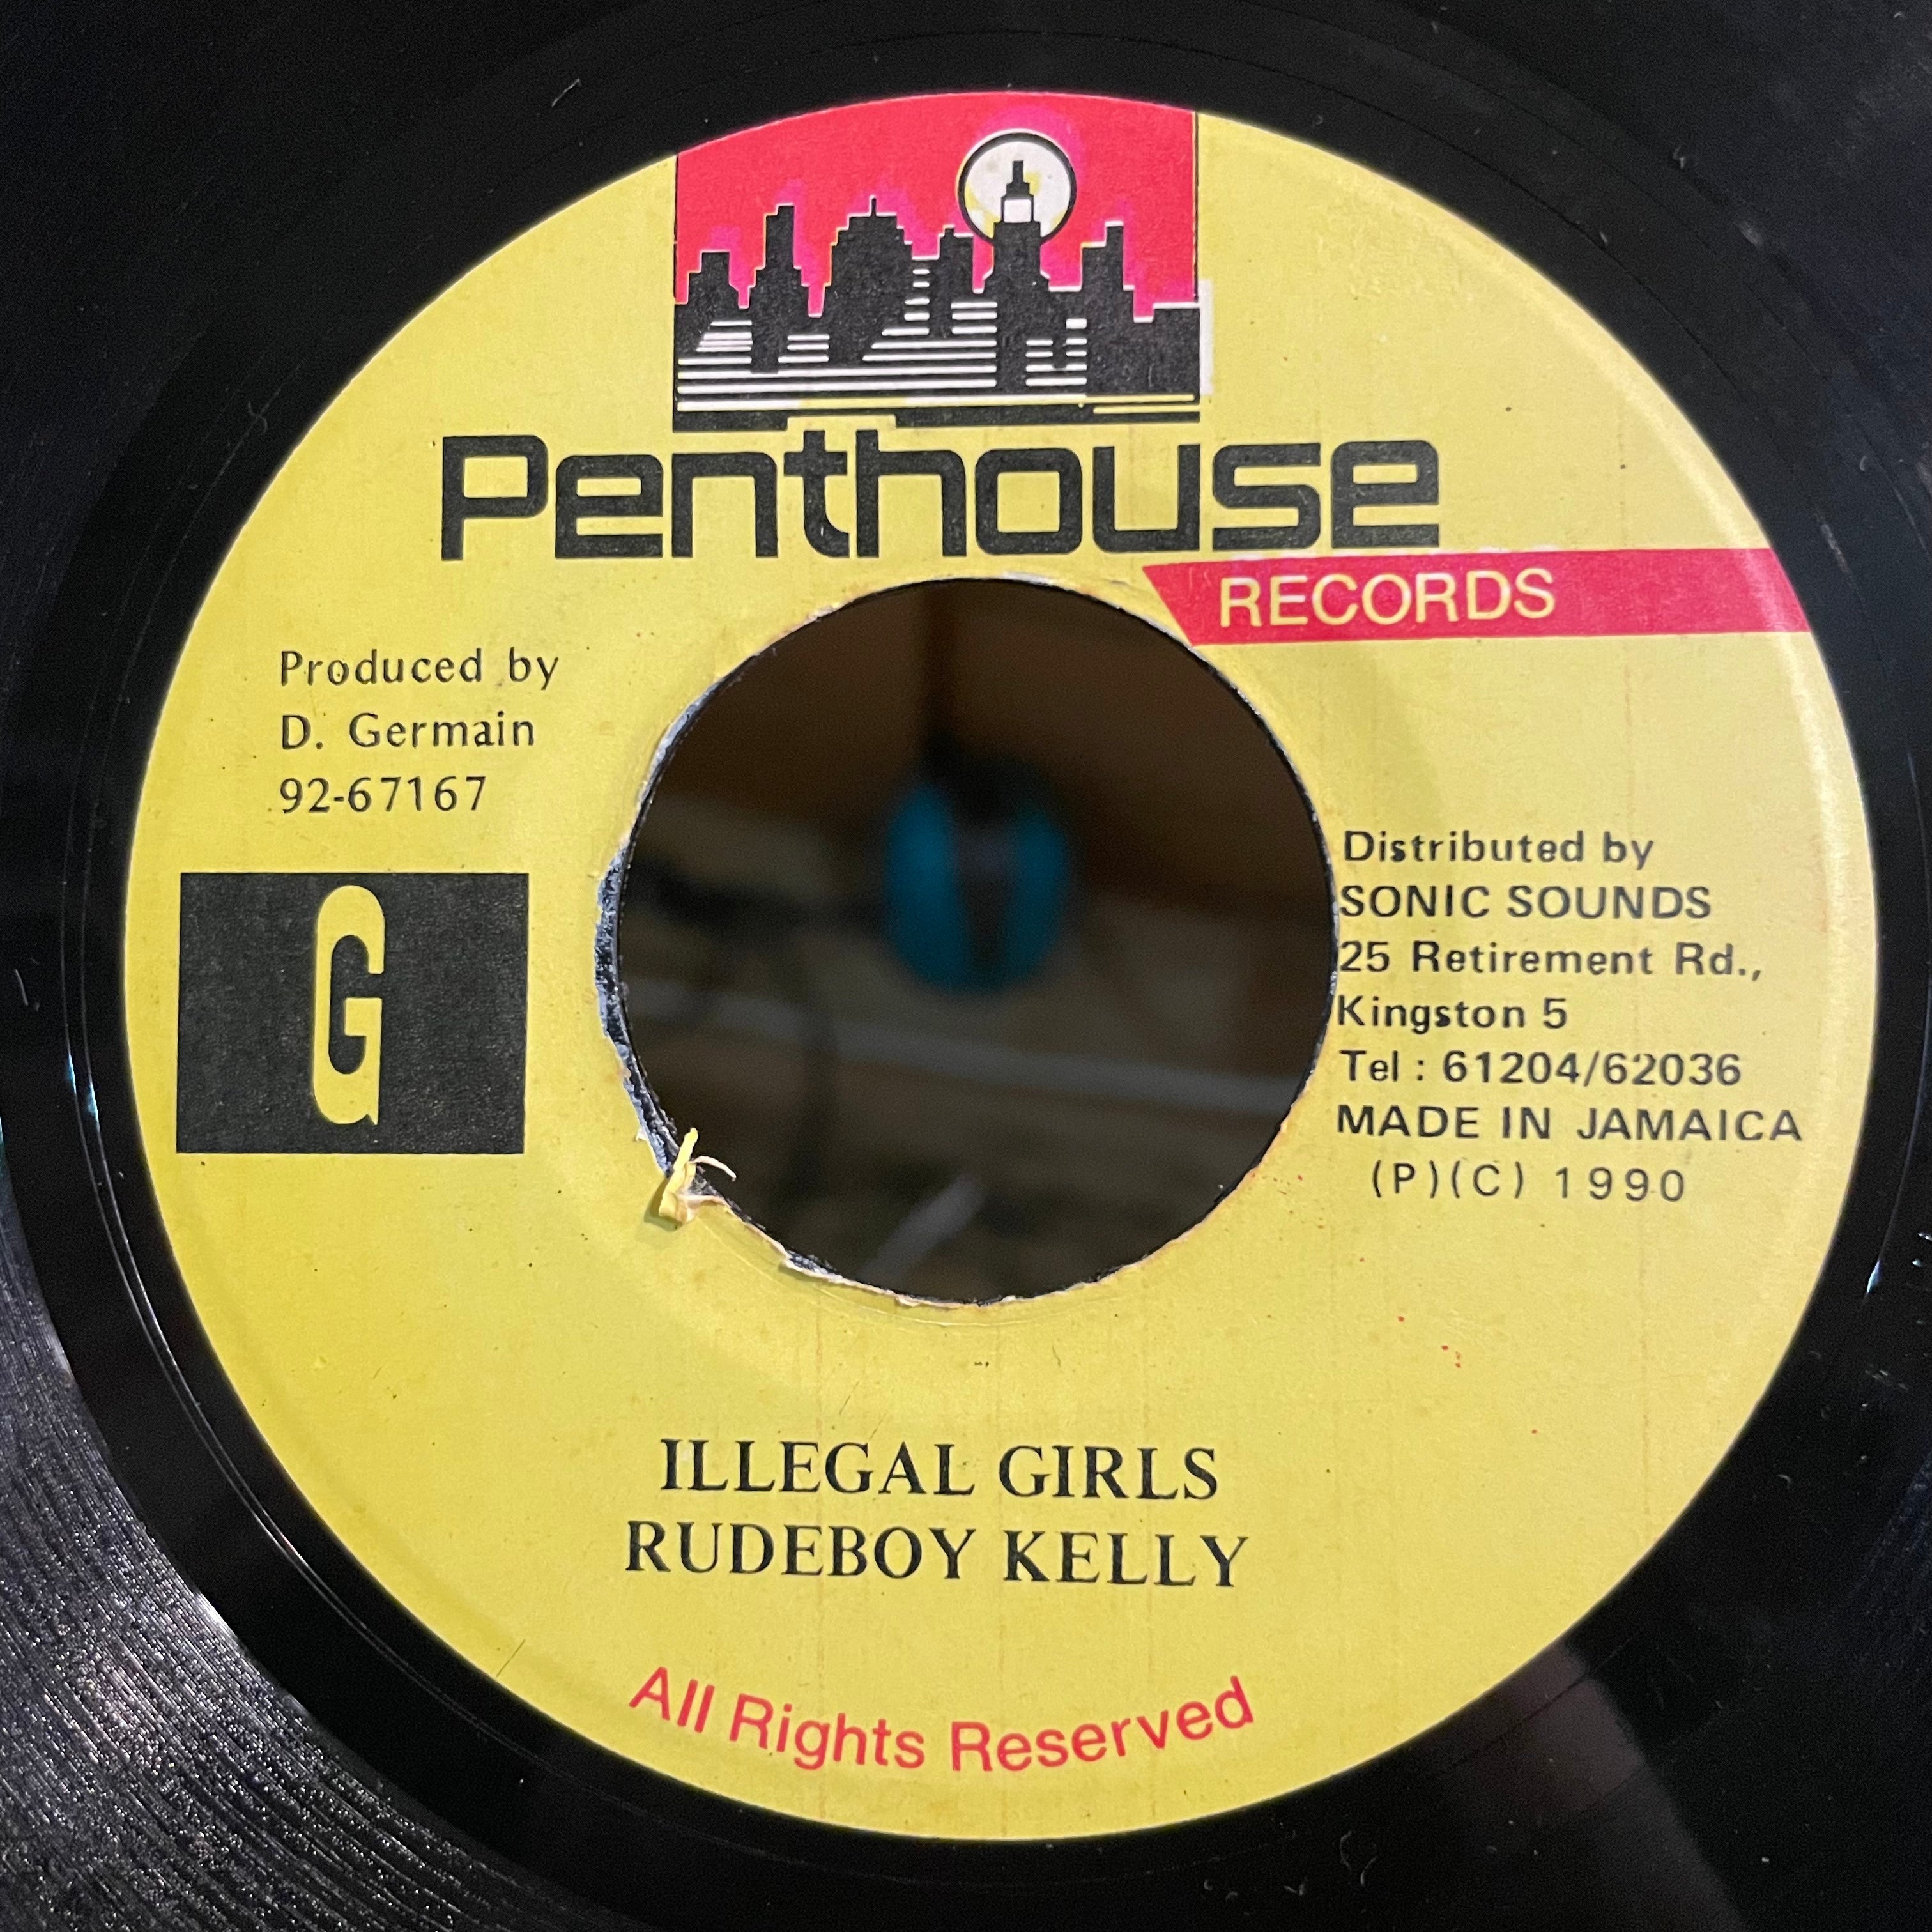 Penthouse
RECORDS
Produced by
D. Germain
92-67167
G
Distributed by
SONIC SOUNDS
25 Retirement Rd.,
Kingston 5
Tel : 61204/62036
MADE IN JAMAICA
(P)(C) 1990
ILLEGAL GIRLS
RUDEBOY KELLY
All Rights Reserved